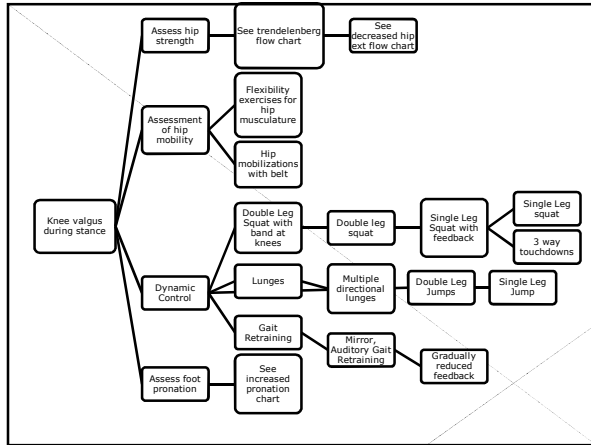 Assess hip
strength
See trendelenberg
flow chart
See
decreased hip
ext flow chart
Assessment
of hip
mobility
Flexibility
exercises for
hip
musculature
Hip
mobilizations
with belt
Knee valgus
during stance
Dynamic
Control
Double Leg
Squat with
band at
knees
Double leg
squat
Single Leg
Squat with
feedback
Single Leg
squat
3 way
touchdowns
Lunges
Multiple
directional
lunges
Double Leg
Jumps
Single Leg
Jump
Gait
Retraining
Mirror,
Auditory Gait
Retraining
Gradually
reduced
feedback
Assess foot
pronation
See
increased
pronation
chart